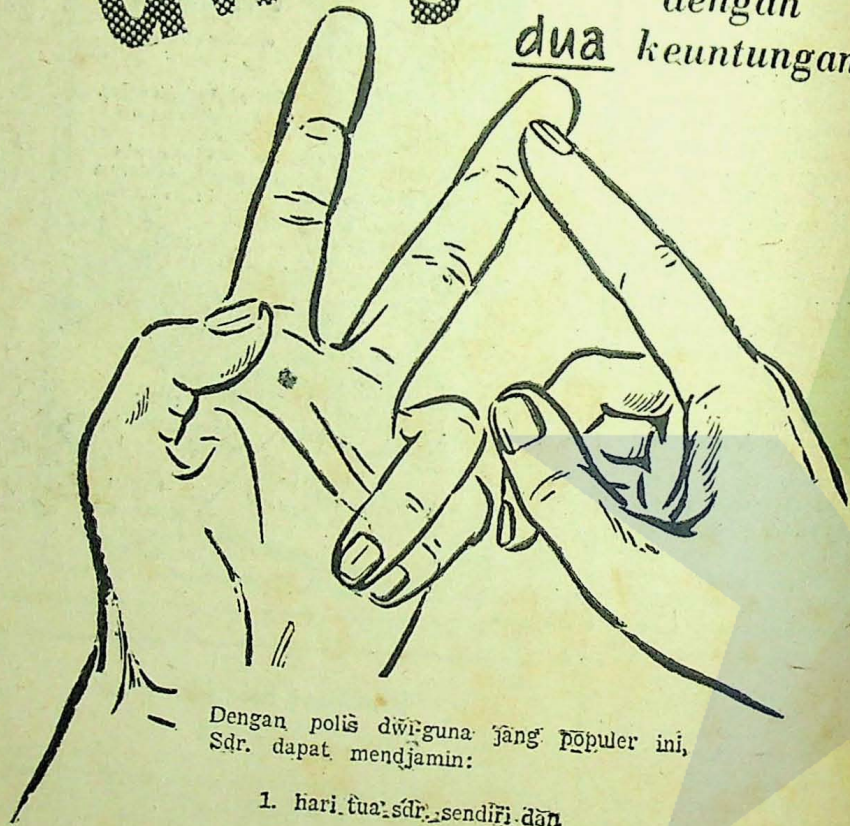 dengan
dua keuntungan
Dengan polis dwi-guna jang populer ini,
Sdr. dapat mendjamin:
1. hari tua sdr. sendiri dan